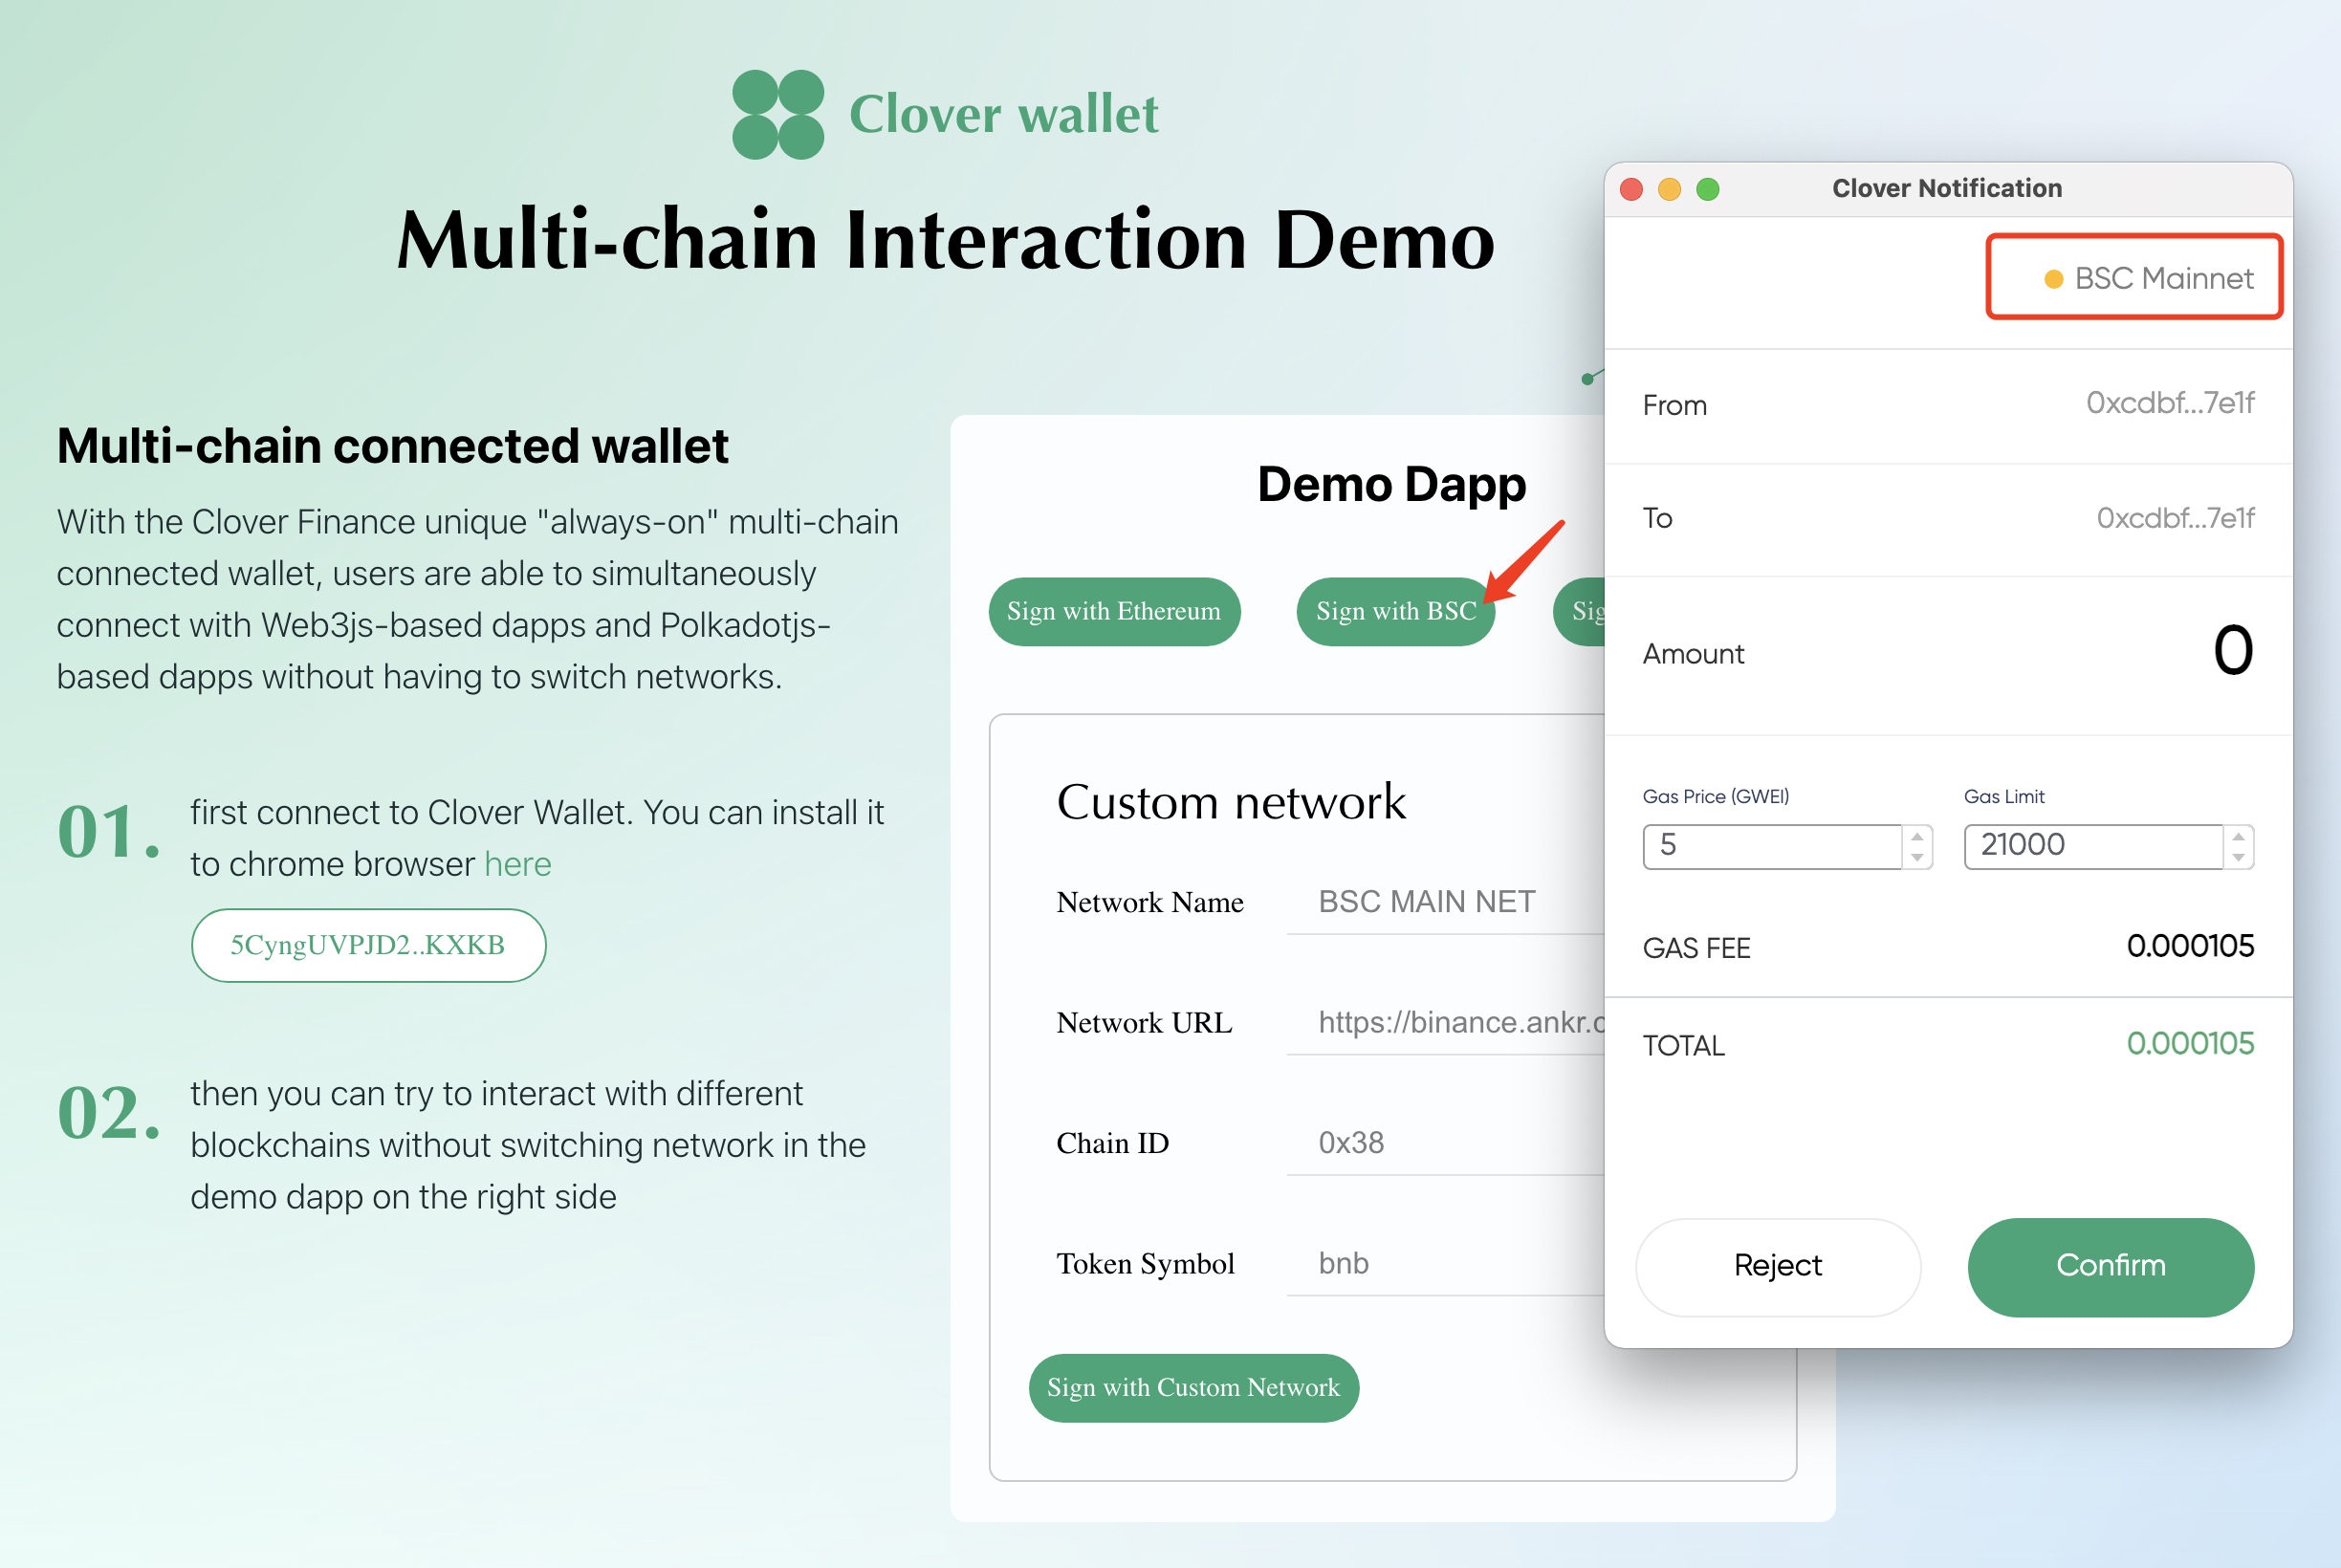 Clover wallet
Multi-chain Interaction Demo
Multi-chain connected wallet
With the Clover Finance unique "always-on" multi-chain
connected wallet, users are able to simultaneously
connect with Web3js-based dapps and Polkadotjs-
based dapps without having to switch networks.
01.
first connect to Clover Wallet. You can install it
to chrome browser here
5CyngUVPJD2..KXKB
02.
then you can try to interact with different
blockchains without switching network in the
demo dapp on the right side
Demo Dapp
Sign with Ethereum
Sign with BSC
Custom network
Network Name
BSC MAIN NET
Network URL
https://binance.ankr.c
Chain ID
0x38
Token Symbol
bnb
Sign with Custom Network
Clover Notification
BSC Mainnet
From
0xcdbf...7e1f
To
0xcdbf...7e1f
Amount
0
Gas Price (GWEI)
Gas Limit
5
21000
GAS FEE
0.000105
TOTAL
0.000105
Reject
Confirm